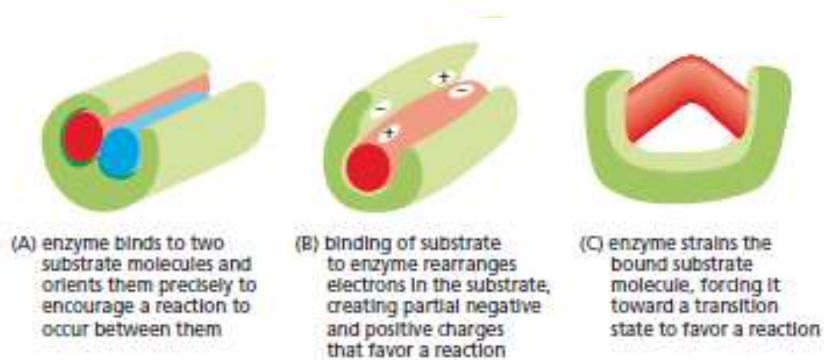 +
−
−
+
(A) enzyme binds to two
substrate molecules and
orients them precisely to
encourage a reaction to
occur between them
(B) binding of substrate
to enzyme rearranges
electrons in the substrate,
creating partial negative
and positive charges
that favor a reaction
(C) enzyme strains the
bound substrate
molecule, forcing it
toward a transition
state to favor a reaction